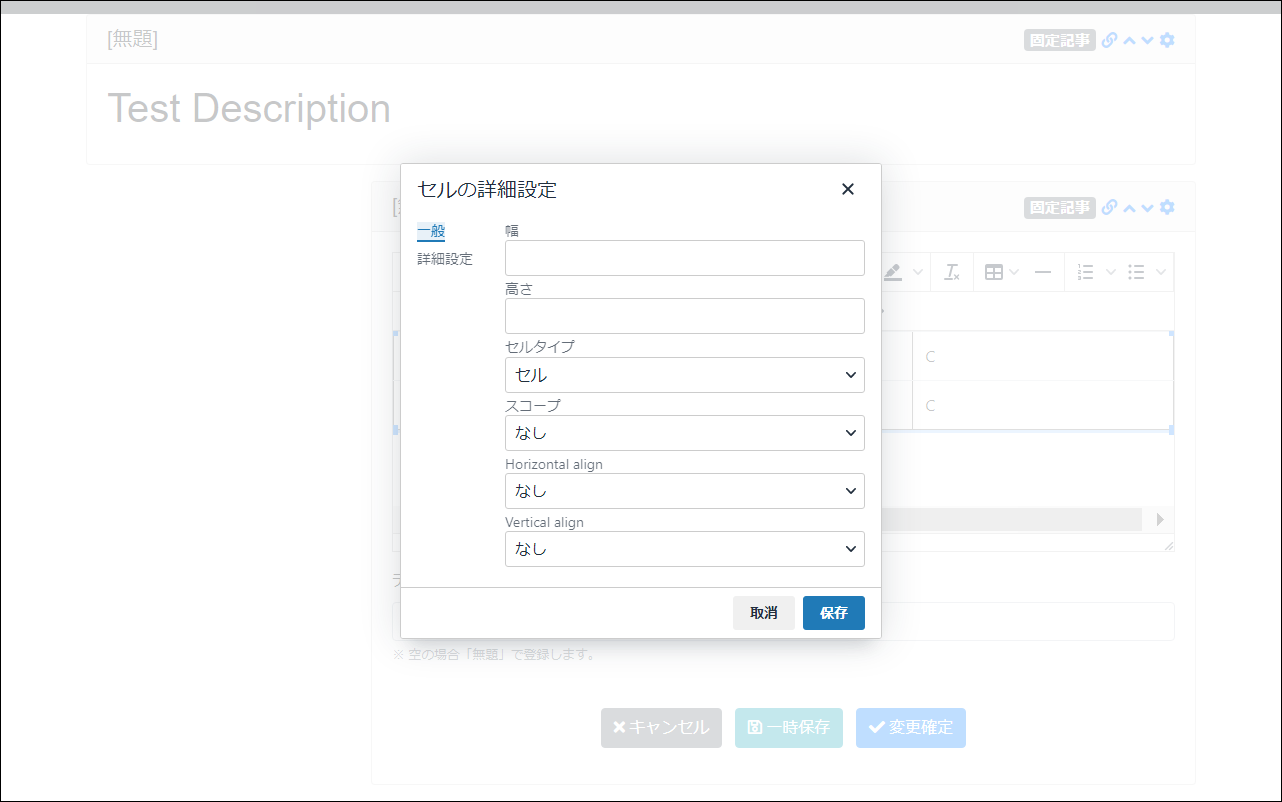 [無題]
固定記事
Test Description
セルの詳細設定
固定記事
一般
詳細設定
幅
高さ
セルタイプ
セル
スコープ
なし
Horizontal align
なし
Vertical align
なし
C
C
取消
保存
※ 空の場合「無題」で登録します。
キャンセル
一時保存
変更確定